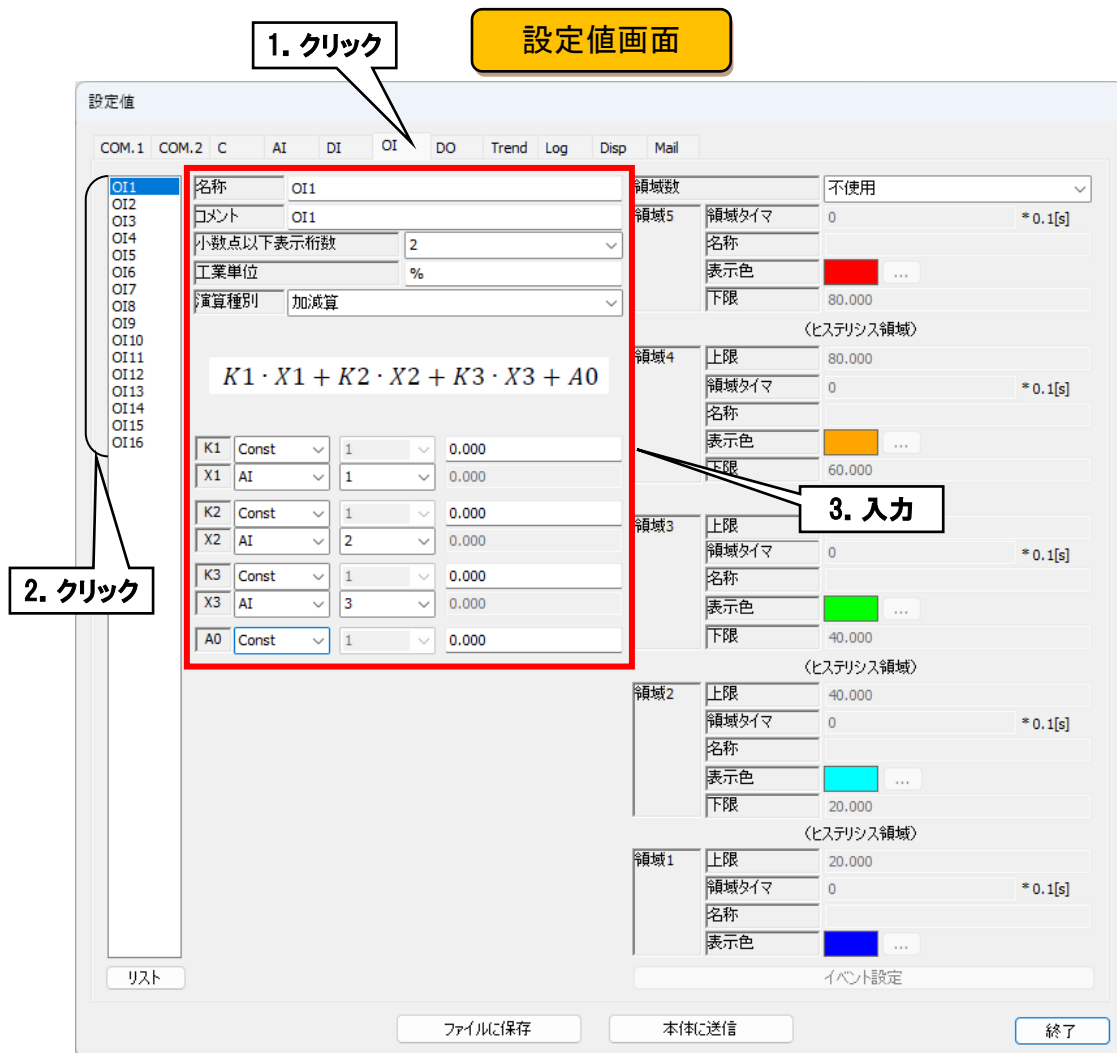 1. クリック
設定値画面
設定値
COM.1 COM.2 C AI DI OI DO Trend Log Disp Mail
OI1
OI2
OI3
OI4
OI5
OI6
OI7
OI8
OI9
OI10
OI11
OI12
OI13
OI14
OI15
OI16
2. クリック
リスト
名称 OI1
コメント OI1
小数点以下表示桁数 2
工業単位 %
演算種別 加減算
K1・X1 + K2・X2 + K3・X3 + A0
K1 Const 1 0.000
X1 AI 1 0.000
K2 Const 1 0.000
X2 AI 2 0.000
K3 Const 1 0.000
X3 AI 3 0.000
A0 Const 1 0.000
3. 入力
領域数 不使用
領域5 領域タイマ 0 *0.1[s]
名称
表示色 ...
下限 80.000
(ヒステリシス領域)
領域4 上限 80.000
領域タイマ 0 *0.1[s]
名称
表示色 ...
下限 60.000
領域3 上限
領域タイマ 0 *0.1[s]
名称
表示色 ...
下限 40.000
(ヒステリシス領域)
領域2 上限 40.000
領域タイマ 0 *0.1[s]
名称
表示色 ...
下限 20.000
(ヒステリシス領域)
領域1 上限 20.000
領域タイマ 0 *0.1[s]
名称
表示色 ...
イベント設定
ファイルに保存 本体に送信 終了